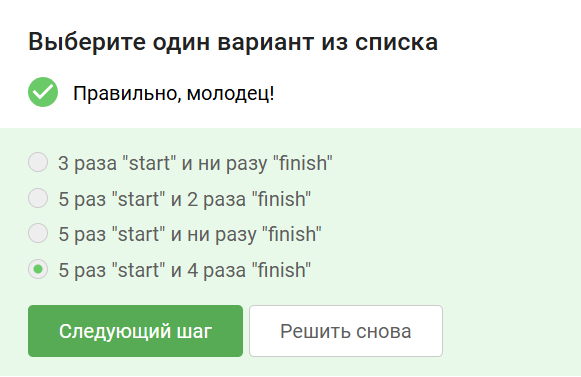 Выберите один вариант из списка
Правильно, молодец!
3 раза "start" и ни разу "finish"
5 раз "start" и 2 раза "finish"
5 раз "start" и ни разу "finish"
5 раз "start" и 4 раза "finish"
Следующий шаг
Решить снова